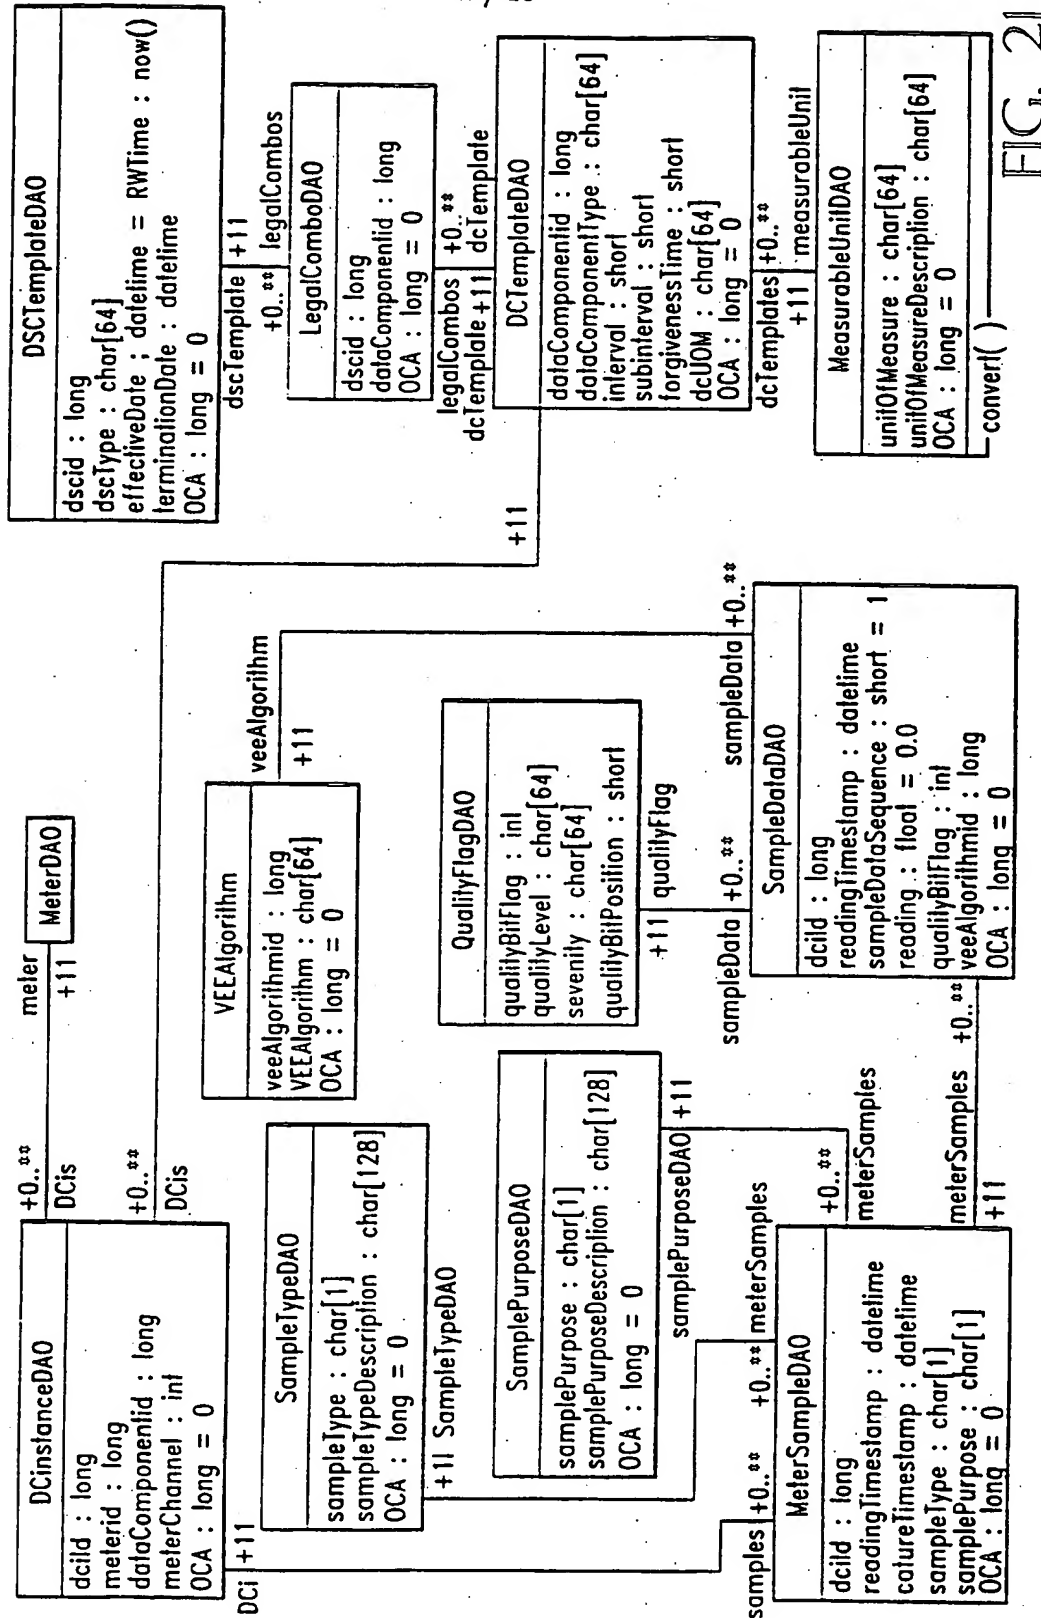 DCinstanceDAO
dciId : long
meterid : long
dataComponentid : long
meterChannel : int
OCA : long = 0
+0..**
DCis
meter
+11
MeterDAO
+0..**
DCis
+11
DCi
+11
SampleTypeDAO
sampleType : char[1]
sampleTypeDescription : char[128]
OCA : long = 0
+11 SampleTypeDAO
VEEAlgorithm
veeAlgorithmid : long
VEEAlgorithm : char[64]
OCA : long = 0
veeAlgorithm
+11
SamplePurposeDAO
samplePurpose : char[1]
samplePurposeDescription : char[128]
OCA : long = 0
samplePurposeDAO
+11
QualityFlagDAO
qualityBitFlag : int
qualityLevel : char[64]
sevenity : char[64]
qualityBitPosition : short
+11
qualityFlag
sampleData
+0..**
sampleData
+0..**
SampleDataDAO
dciId : long
readingTimestamp : datetime
sampleDataSequence : short = 1
reading : float = 0.0
qualityBitFlag : int
veeAlgorithmid : long
OCA : long = 0
samples
+0..**
+0..**
meterSamples
+0..**
meterSamples
MeterSampleDAO
dciId : long
readingTimestamp : datetime
catureTimestamp : datetime
sampleType : char[1]
samplePurpose : char[1]
OCA : long = 0
meterSamples
+11
+0..**
DSCTemplateDAO
dscid : long
dscType : char[64]
effectiveDate ; datetime = RWTime : now()
terminationDate : datetime
OCA : long = 0
dscTemplate
+11
+0..**
legalCombos
LegalComboDAO
dscid : long
dataComponentid : long
OCA : long = 0
legalCombos
+0..**
dcTemplate
+11
dcTemplate
DCTemplateDAO
dataComponentid : long
dataComponentType : char[64]
interval : short
subinterval : short
forgivenessTime : short
dcUOM : char[64]
OCA : long = 0
dcTemplates
+0..**
+11
measurableUnit
MeasurableUnitDAO
unitOfMeasure : char[64]
unitOfMeasureDescription : char[64]
OCA : long = 0
convert( )
FIG. 21